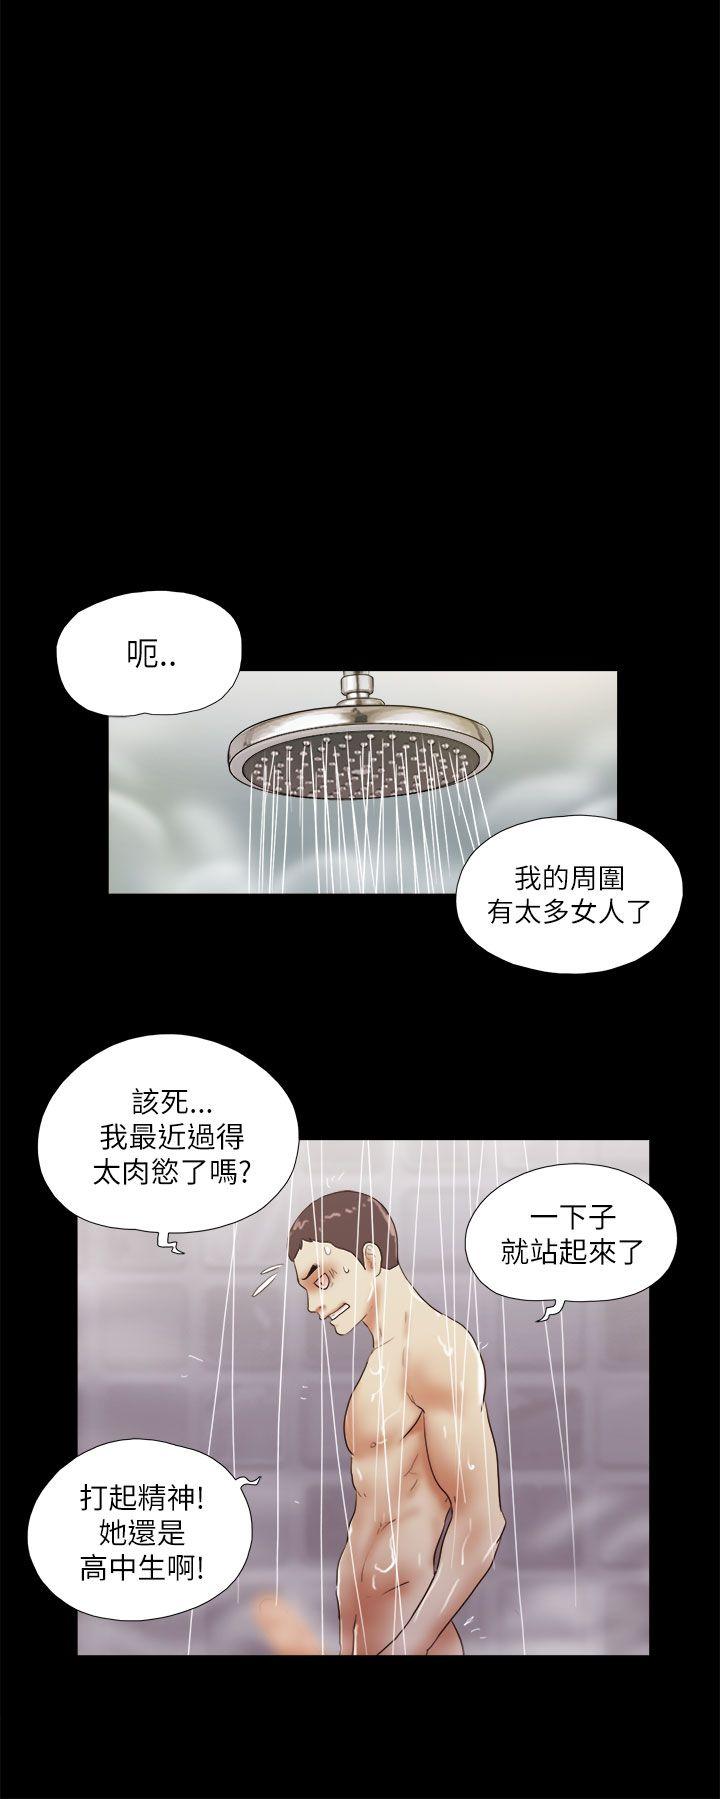 呃..
我的周圍
有太多女人了
該死...
我最近過得
太肉慾了嗎?
一下子
就站起來了
打起精神!
她還是
高中生啊!